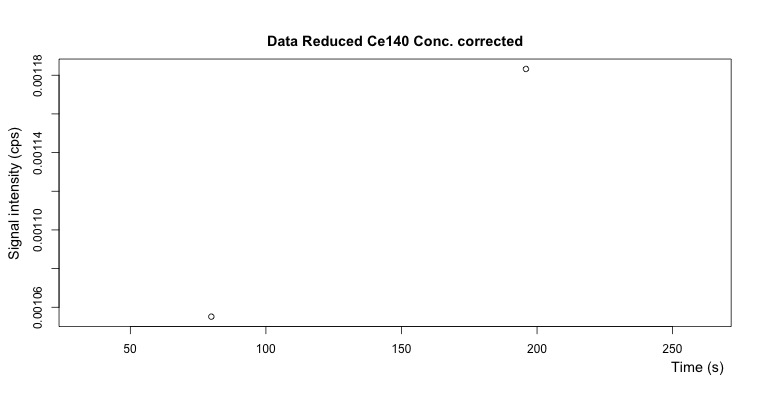 Data Reduced Ce140 Conc. corrected
Signal intensity (cps)
0.00118
0.00114
0.00110
0.00106
50 100 150 200 250
Time (s)